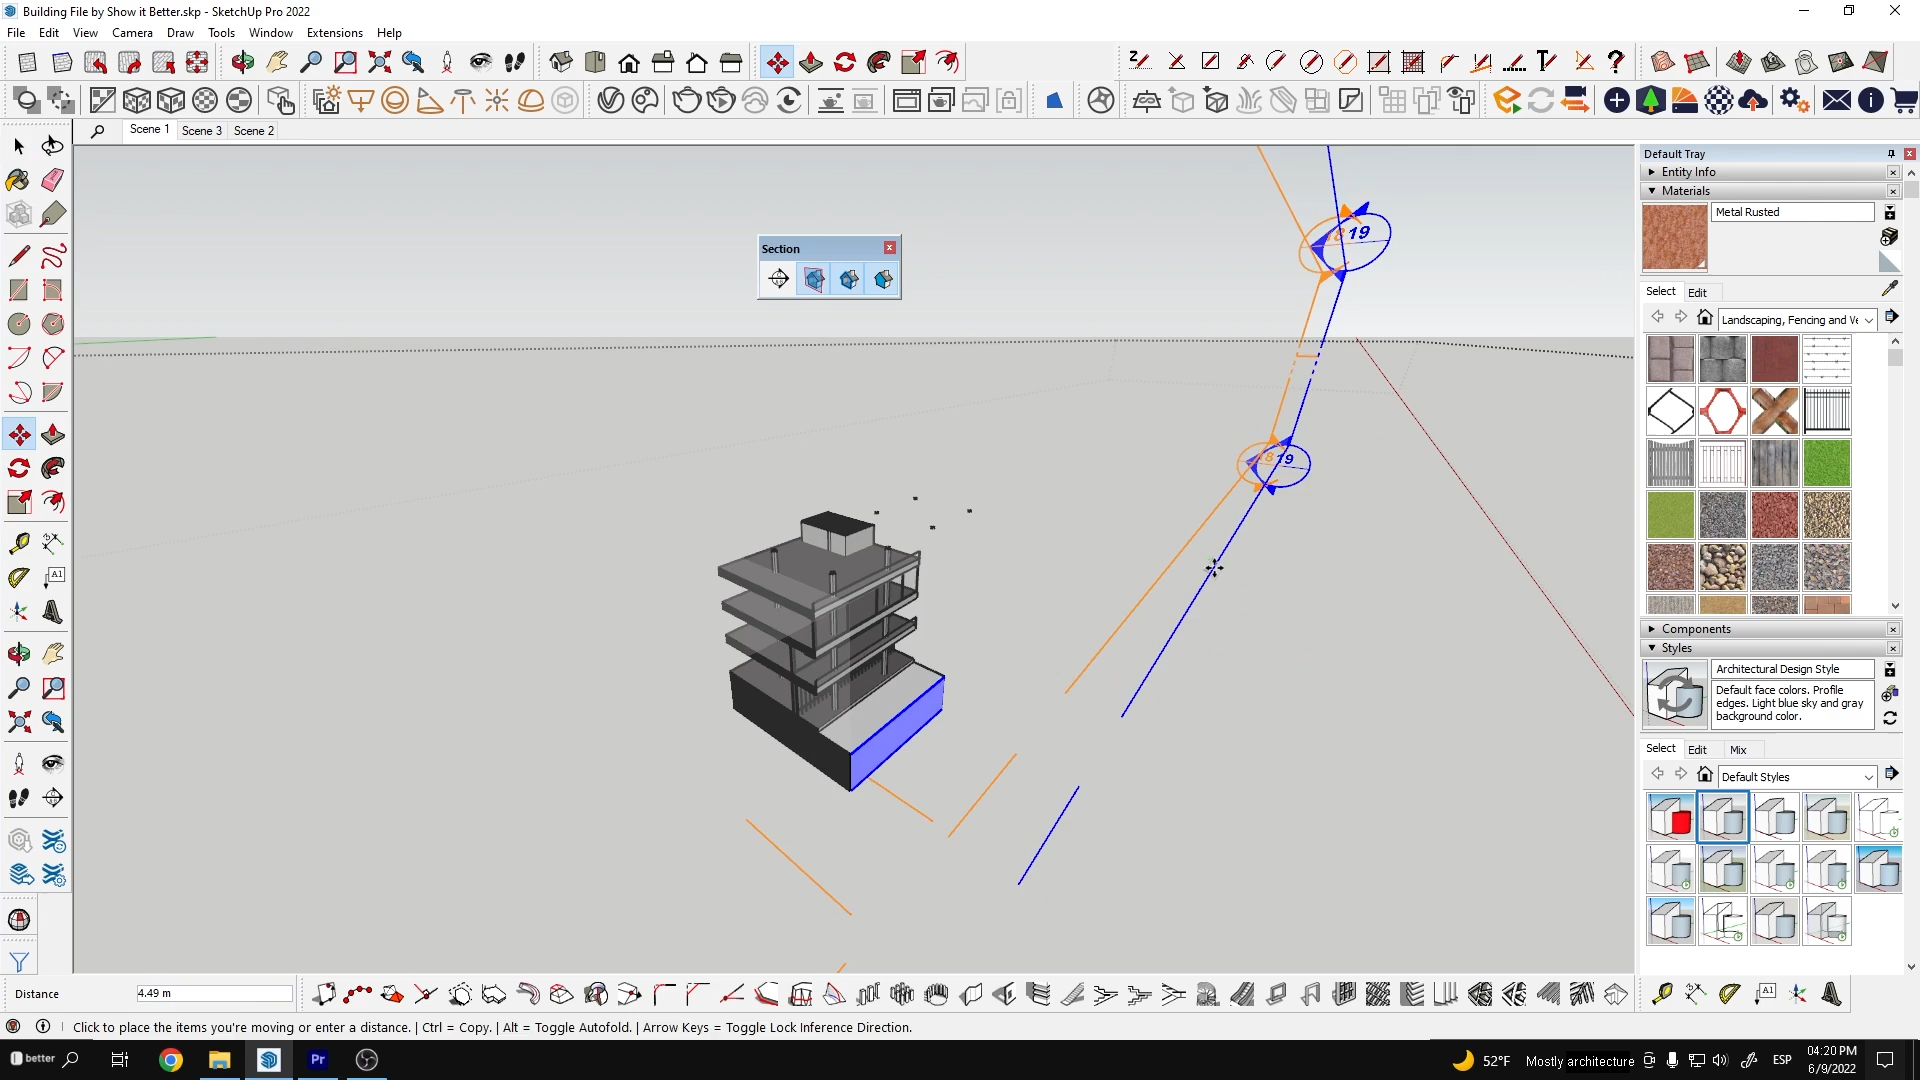 Building File by Show it Better.skp - SketchUp Pro 2022
File Edit View Camera Draw Tools Window Extensions Help
Scene 1 Scene 3 Scene 2
Section
18 19
18 19
A1
Default Tray
Entity Info
Materials
Metal Rusted
Select Edit
Landscaping, Fencing and Ve
Components
Styles
Architectural Design Style
Default face colors. Profile
edges. Light blue sky and gray
background color.
Select Edit Mix
Default Styles
Distance 4.49 m
A1
Click to place the items you're moving or enter a distance. | Ctrl = Copy. | Alt = Toggle Autofold. | Arrow Keys = Toggle Lock Inference Direction.
better
Pr
52°F Mostly architecture ESP
04:20 PM
6/9/2022